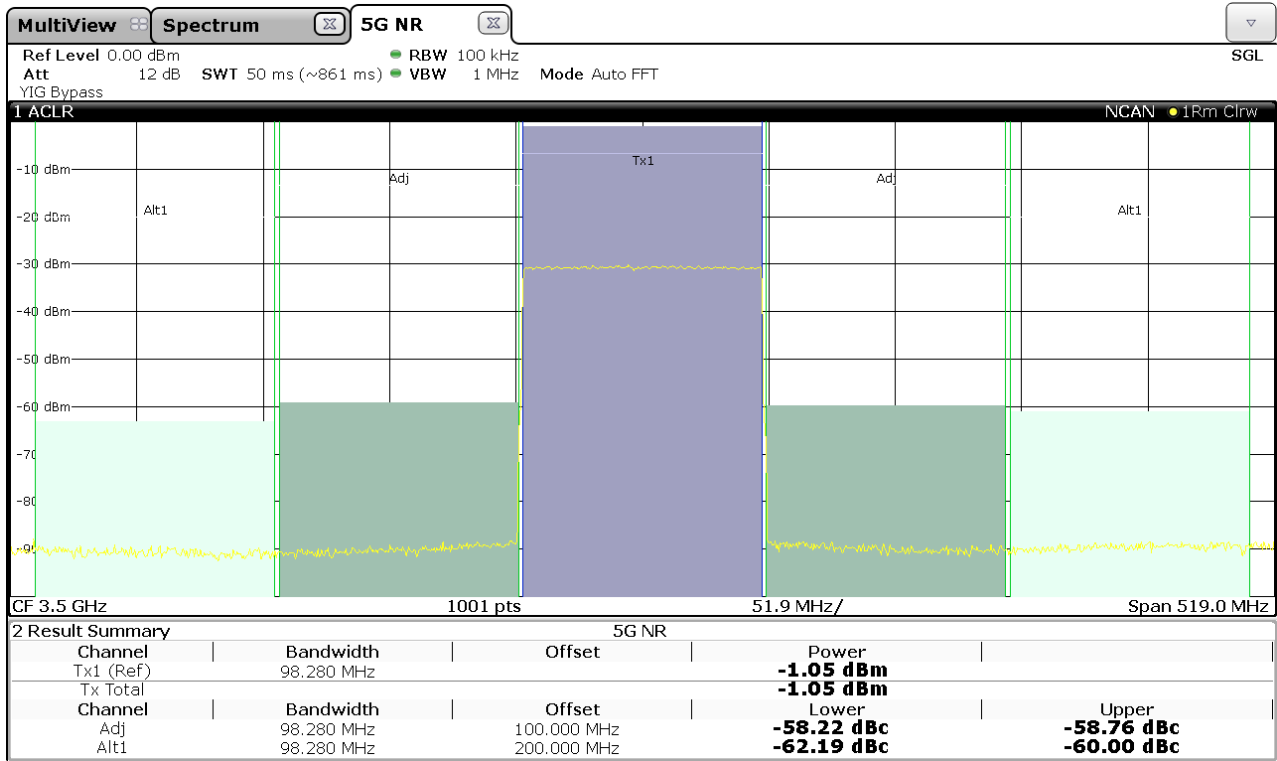 MultiView Spectrum 5G NR
Ref Level 0.00 dBm RBW 100 kHz SGL
Att 12 dB SWT 50 ms (~861 ms) VBW 1 MHz Mode Auto FFT
YIG Bypass
1 ACLR NCAN 1Rm Clrw
Tx1
-10 dBm Adj Adj
-20 dBm Alt1 Alt1
-30 dBm
-40 dBm
-50 dBm
-60 dBm
-70
-80
-90
CF 3.5 GHz 1001 pts 51.9 MHz/ Span 519.0 MHz
2 Result Summary 5G NR
Channel Bandwidth Offset Power
Tx1 (Ref) 98.280 MHz -1.05 dBm
Tx Total -1.05 dBm
Channel Bandwidth Offset Lower Upper
Adj 98.280 MHz 100.000 MHz -58.22 dBc -58.76 dBc
Alt1 98.280 MHz 200.000 MHz -62.19 dBc -60.00 dBc